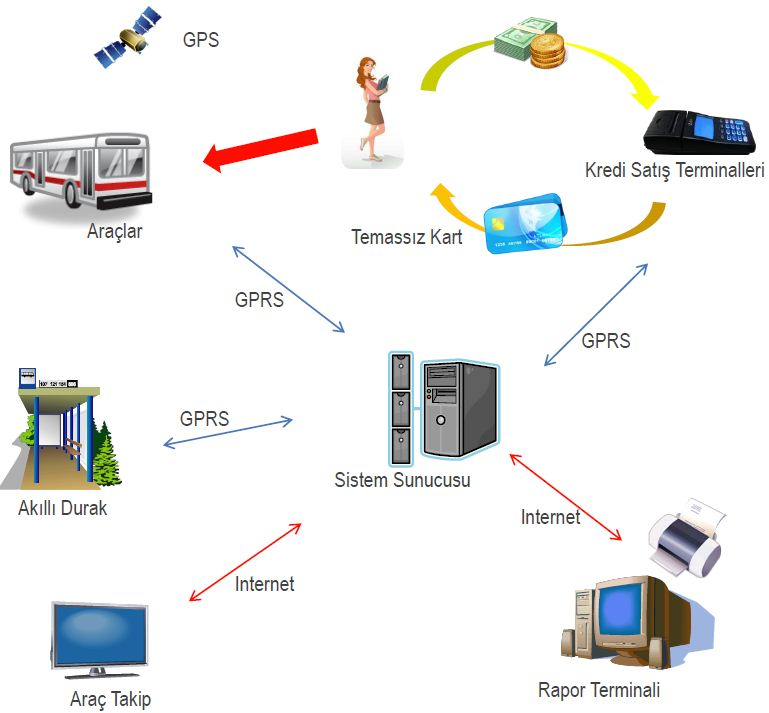 GPS
Kredi Satış Terminalleri
Araçlar
Temassız Kart
GPRS
GPRS
GPRS
Sistem Sunucusu
Akıllı Durak
Internet
Internet
Araç Takip
Rapor Terminali